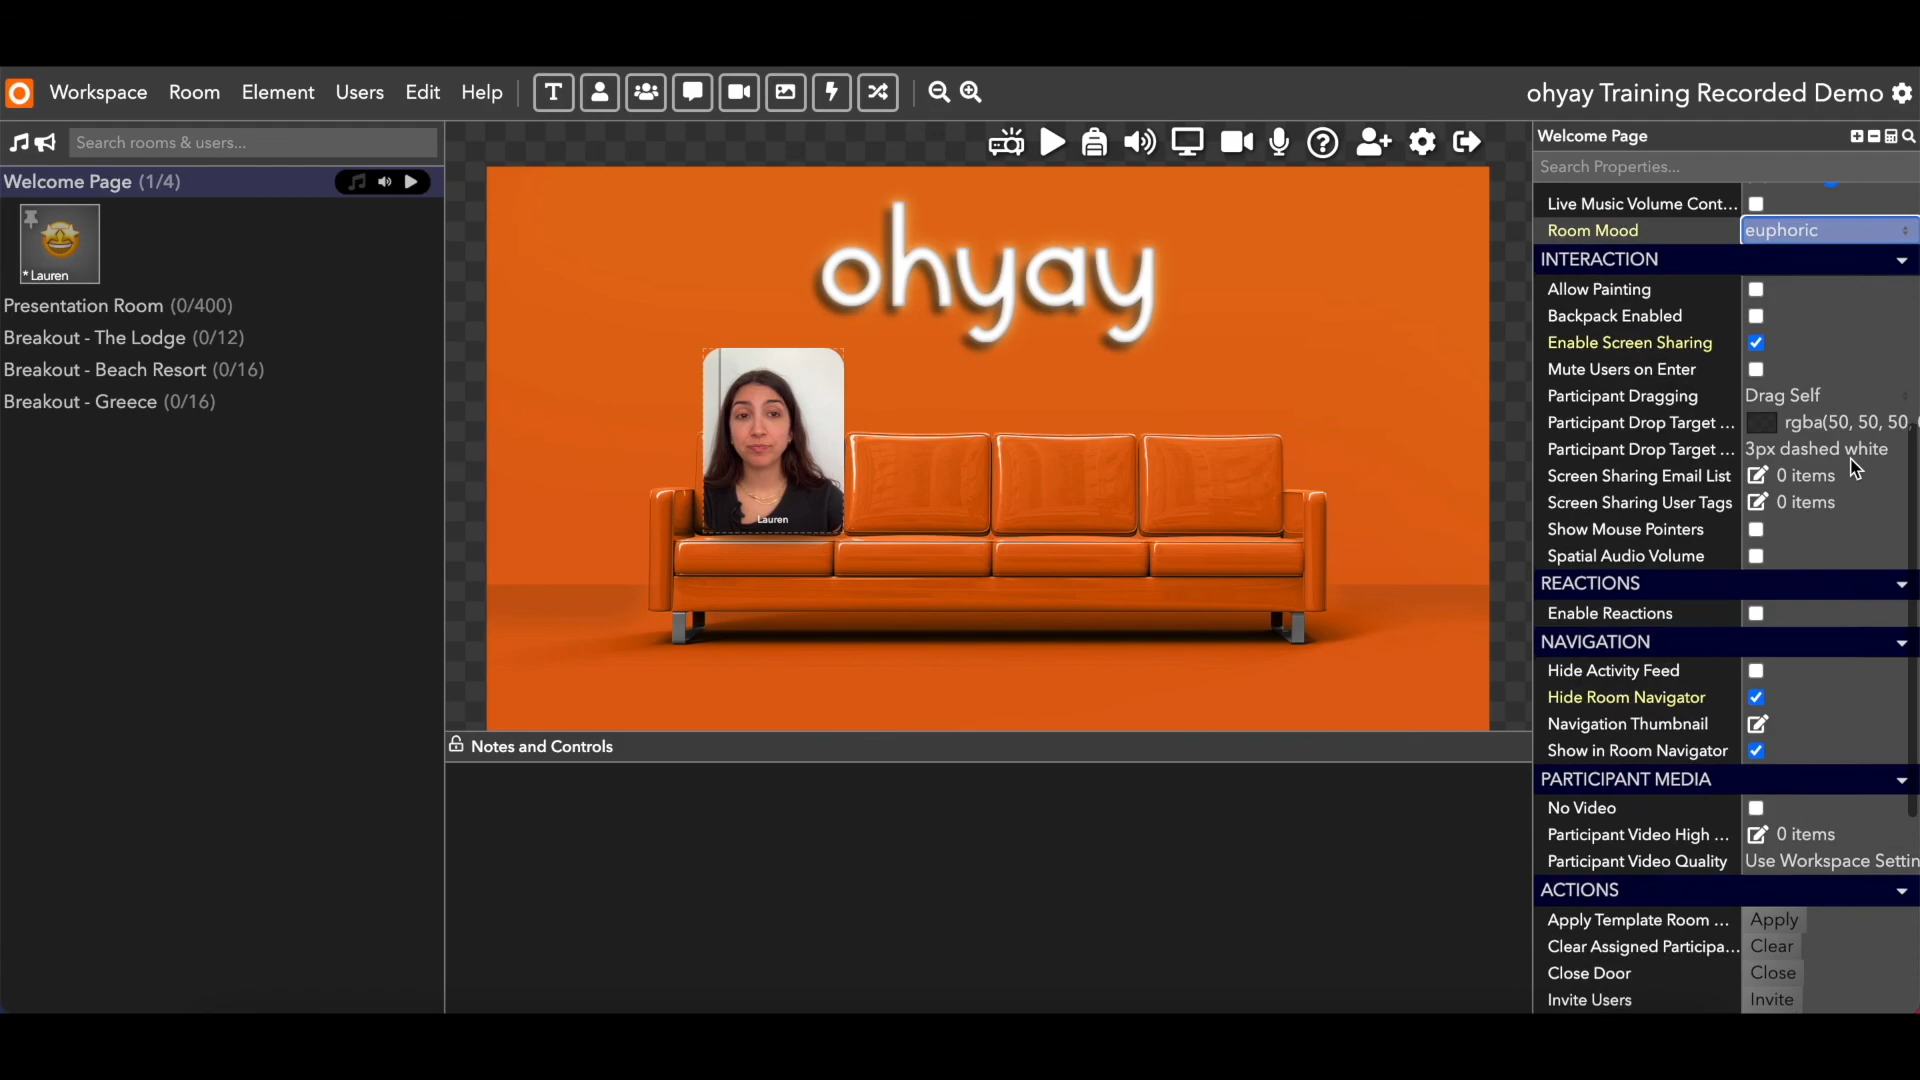 Workspace Room Element Users Edit Help
ohyay Training Recorded Demo
Search rooms & users...
Welcome Page (1/4)
* Lauren
Presentation Room (0/400)
Breakout - The Lodge (0/12)
Breakout - Beach Resort (0/16)
Breakout - Greece (0/16)
ohyay
Lauren
Notes and Controls
Welcome Page
Search Properties...
Live Music Volume Cont...
Room Mood euphoric
INTERACTION
Allow Painting
Backpack Enabled
Enable Screen Sharing
Mute Users on Enter
Participant Dragging Drag Self
Participant Drop Target ... rgba(50, 50, 50,
Participant Drop Target ... 3px dashed white
Screen Sharing Email List 0 items
Screen Sharing User Tags 0 items
Show Mouse Pointers
Spatial Audio Volume
REACTIONS
Enable Reactions
NAVIGATION
Hide Activity Feed
Hide Room Navigator
Navigation Thumbnail
Show in Room Navigator
PARTICIPANT MEDIA
No Video
Participant Video High ... 0 items
Participant Video Quality Use Workspace Settin
ACTIONS
Apply Template Room ... Apply
Clear Assigned Participa... Clear
Close Door Close
Invite Users Invite